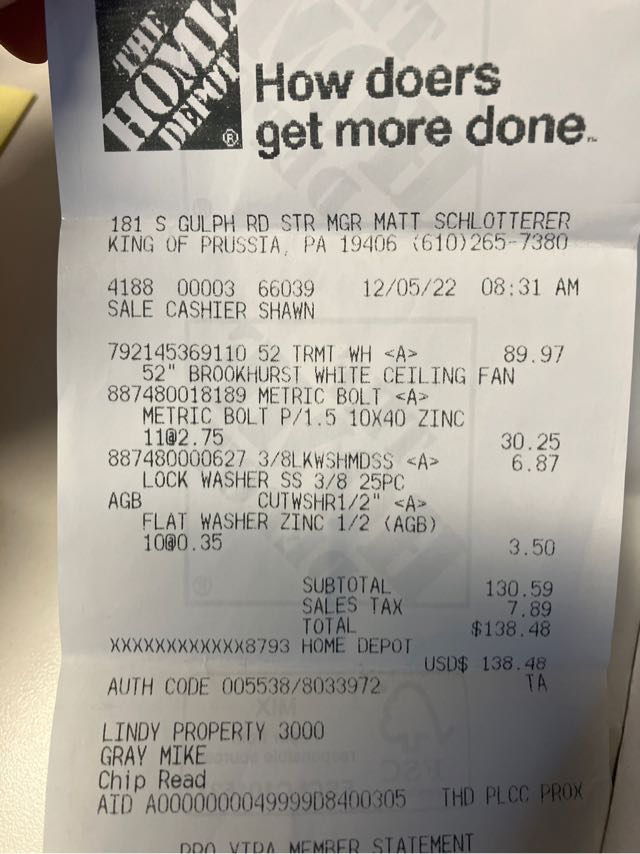 THE
HOME
DEPOT®
How doers
get more done™
181 S GULPH RD STR MGR MATT SCHLOTTERER
KING OF PRUSSIA, PA 19406 (610)265-7380
4188 00003 66039 12/05/22 08:31 AM
SALE CASHIER SHAWN
792145369110 52 TRMT WH <A> 89.97
52" BROOKHURST WHITE CEILING FAN
887480018189 METRIC BOLT <A>
METRIC BOLT P/1.5 10X40 ZINC
11@2.75 30.25
887480000627 3/8LKWSHMDSS <A> 6.87
LOCK WASHER SS 3/8 25PC
AGB CUTWSHR1/2" <A>
FLAT WASHER ZINC 1/2 (AGB)
10@0.35 3.50
SUBTOTAL 130.59
SALES TAX 7.89
TOTAL $138.48
XXXXXXXXXXXX8793 HOME DEPOT
USD$ 138.48
AUTH CODE 005538/8033972 TA
LINDY PROPERTY 3000
GRAY MIKE
Chip Read
AID A0000000049999D8400305 THD PLCC PROX
PRO XTRA MEMBER STATEMENT